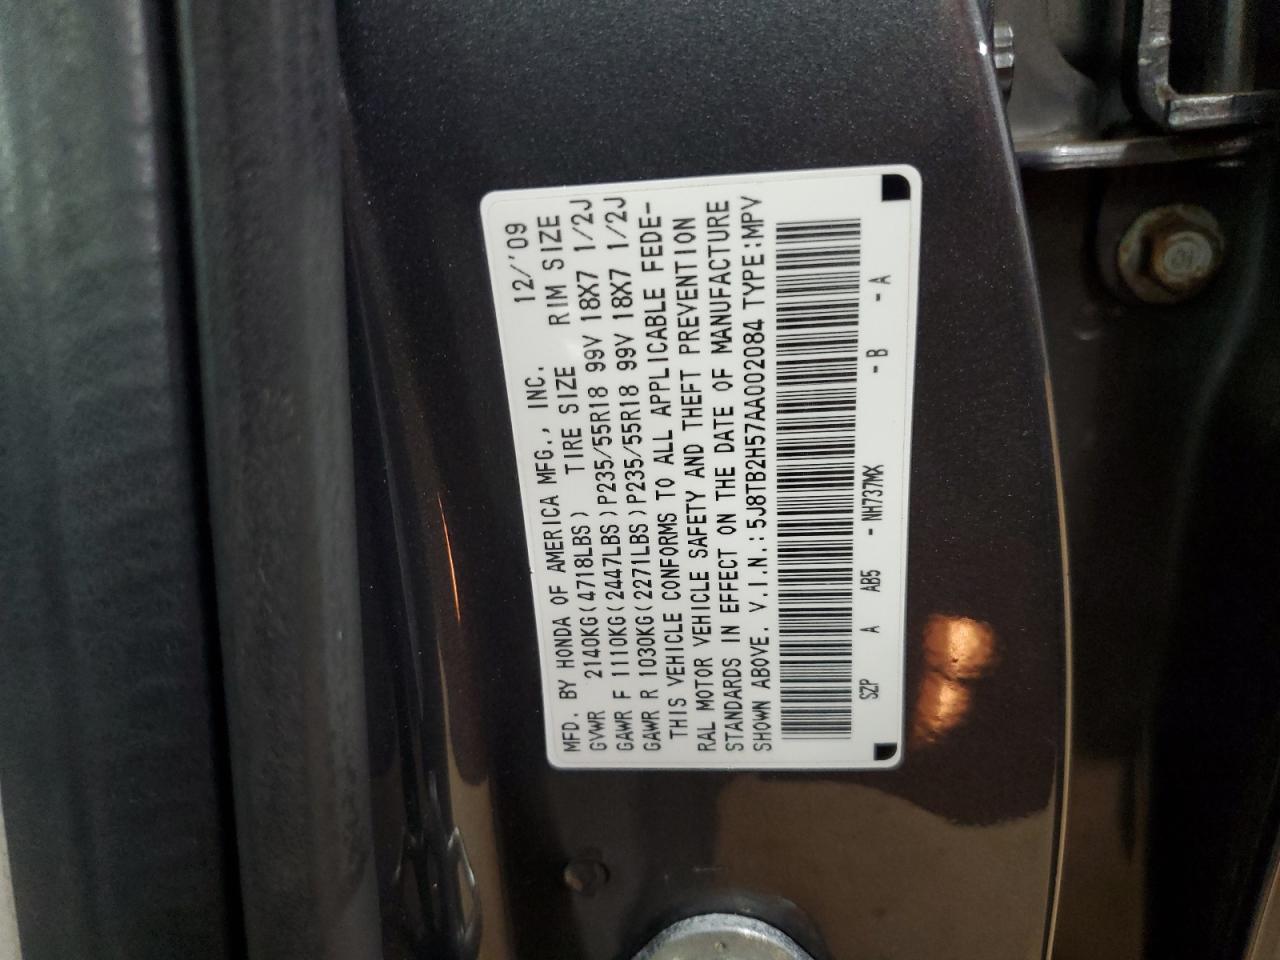 MFD. BY HONDA OF AMERICA MFG., INC. 12/'09
GVWR 2140KG(4718LBS) TIRE SIZE RIM SIZE
GAWR F 1110KG(2447LBS)P235/55R18 99V 18X7 1/2J
GAWR R 1030KG(2271LBS)P235/55R18 99V 18X7 1/2J
THIS VEHICLE CONFORMS TO ALL APPLICABLE FEDE-
RAL MOTOR VEHICLE SAFETY AND THEFT PREVENTION
STANDARDS IN EFFECT ON THE DATE OF MANUFACTURE
SHOWN ABOVE. V.I.N.:5J8TB2H57AA002084 TYPE:MPV
SZP A AB5 - NH737MX - B - A